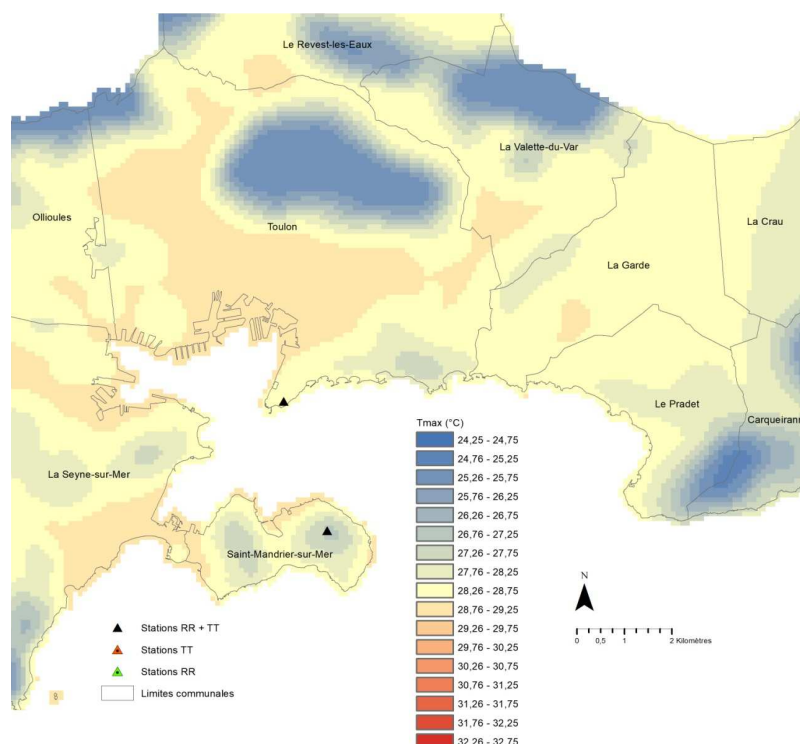 Le Revest-les-Eaux
La Valette-du-Var
Ollioules
Toulon
La Crau
La Garde
Le Pradet
Carqueirann
La Seyne-sur-Mer
Saint-Mandrier-sur-Mer
Tmax (°C)
24,25 - 24,75
24,76 - 25,25
25,26 - 25,75
25,76 - 26,25
26,26 - 26,75
26,76 - 27,25
27,26 - 27,75
27,76 - 28,25
28,26 - 28,75
28,76 - 29,25
29,26 - 29,75
29,76 - 30,25
30,26 - 30,75
30,76 - 31,25
31,26 - 31,75
31,76 - 32,25
32,26 - 32,75
N
0 0,5 1 2 Kilomètres
Stations RR + TT
Stations TT
Stations RR
Limites communales